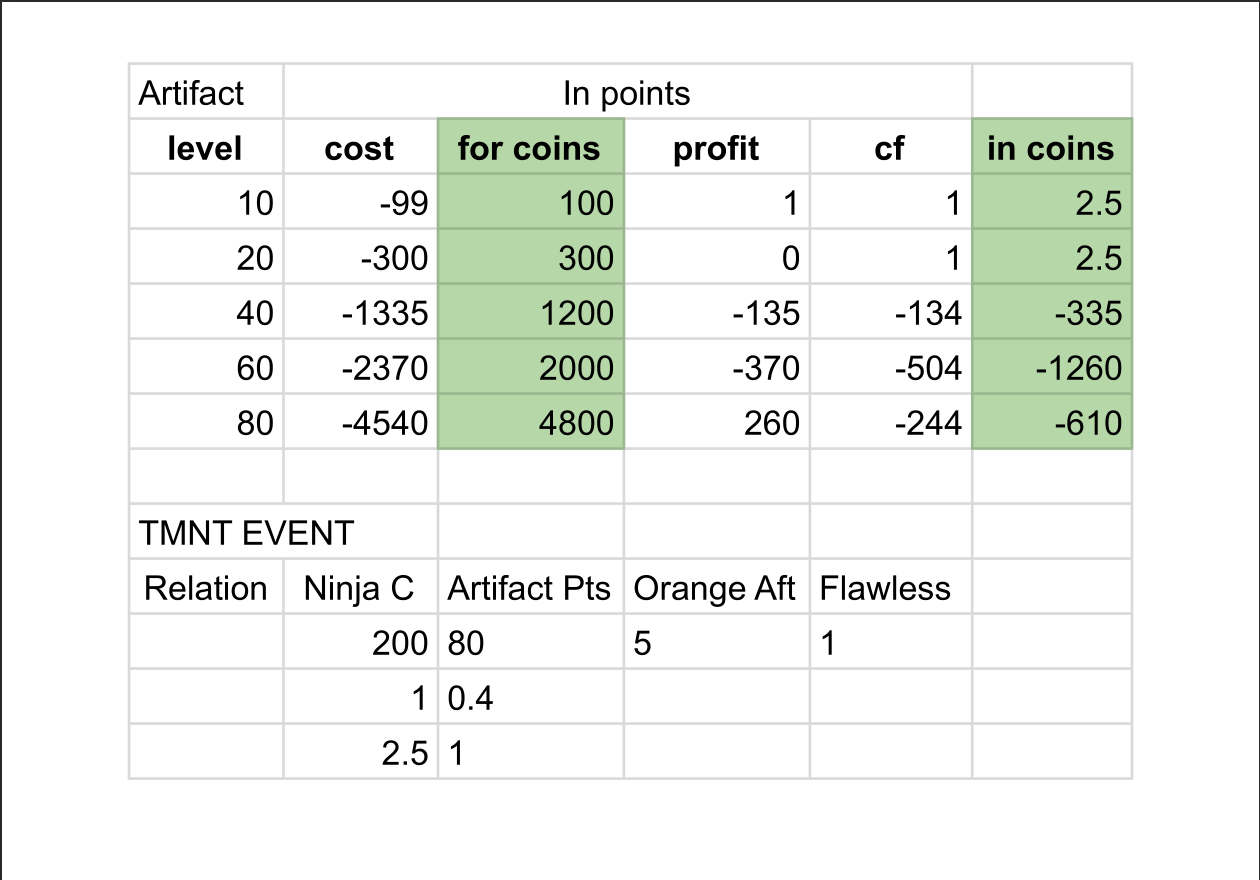 Artifact In points
level cost for coins profit cf in coins
10 -99 100 1 1 2.5
20 -300 300 0 1 2.5
40 -1335 1200 -135 -134 -335
60 -2370 2000 -370 -504 -1260
80 -4540 4800 260 -244 -610
TMNT EVENT
Relation Ninja C Artifact Pts Orange Aft Flawless
200 80 5 1
1 0.4
2.5 1